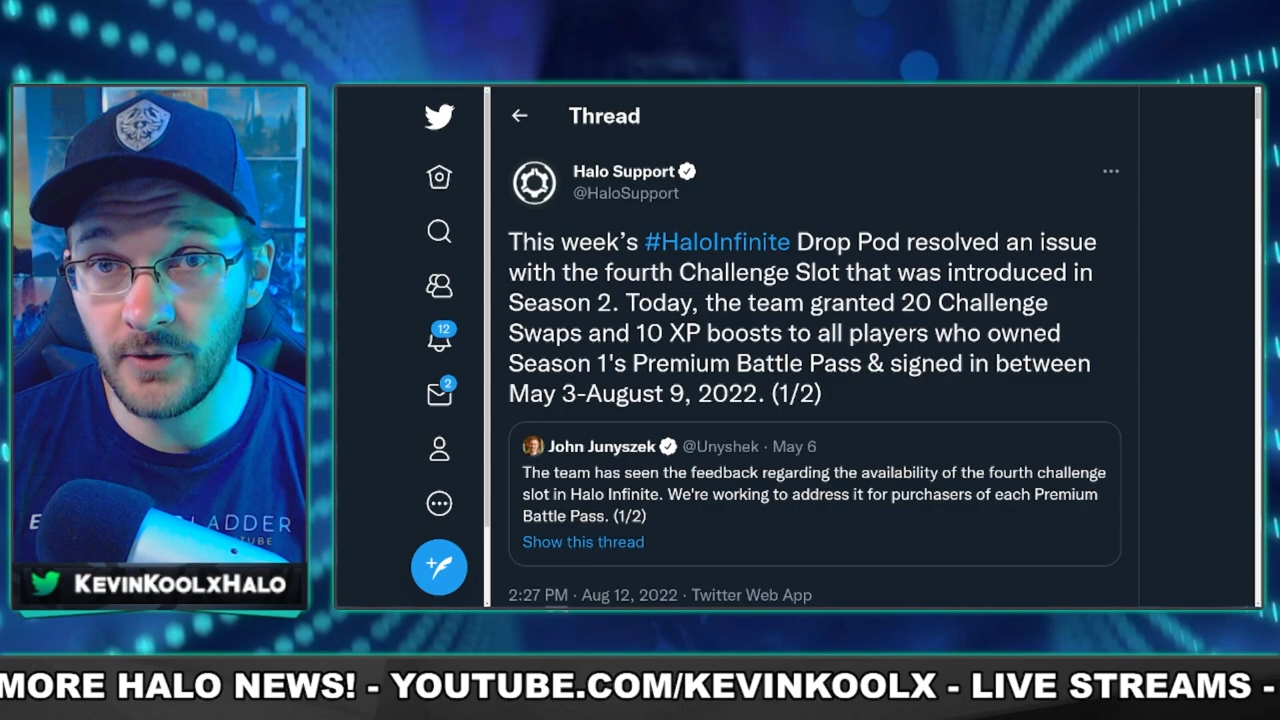 Thread
Halo Support
@HaloSupport
This week's #HaloInfinite Drop Pod resolved an issue
with the fourth Challenge Slot that was introduced in
Season 2. Today, the team granted 20 Challenge
Swaps and 10 XP boosts to all players who owned
Season 1's Premium Battle Pass & signed in between
May 3-August 9, 2022. (1/2)
John Junyszek @Unyshek · May 6
The team has seen the feedback regarding the availability of the fourth challenge
slot in Halo Infinite. We're working to address it for purchasers of each Premium
Battle Pass. (1/2)
Show this thread
2:27 PM · Aug 12, 2022 · Twitter Web App
12
2
KEVINKOOLXHALO
MORE HALO NEWS! - YOUTUBE.COM/KEVINKOOLX - LIVE STREAMS -